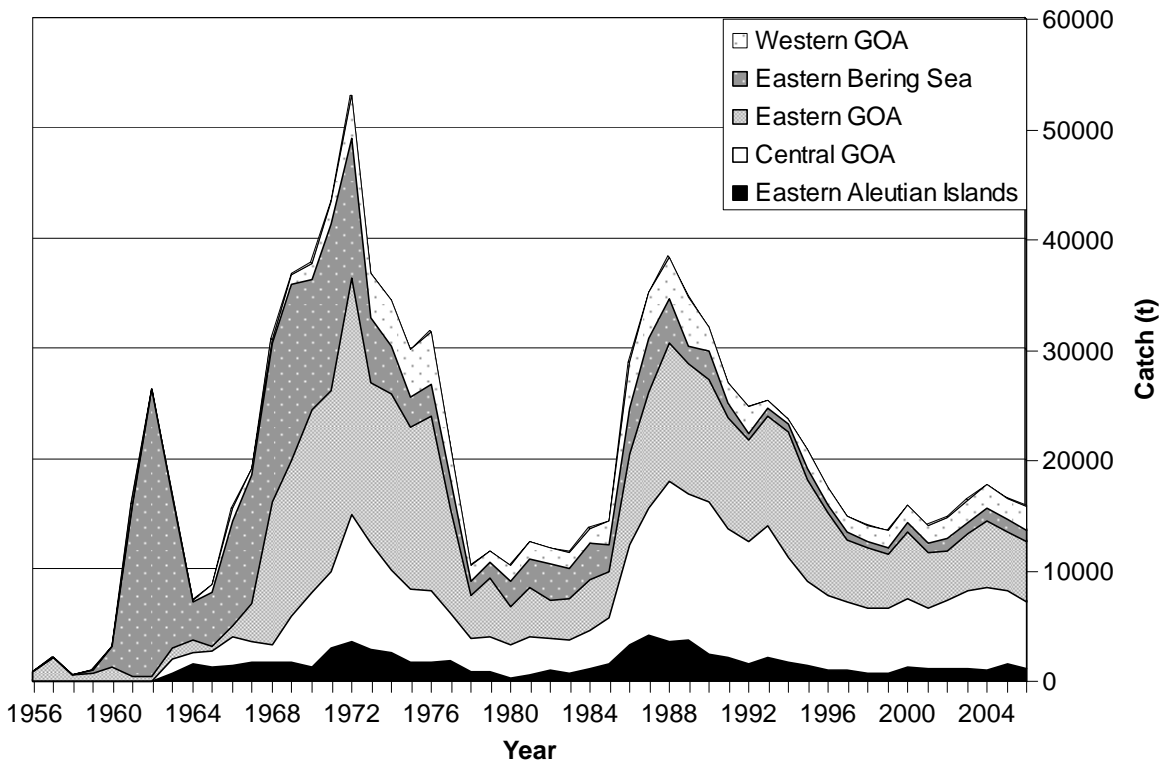 Western GOA
Eastern Bering Sea
Eastern GOA
Central GOA
Eastern Aleutian Islands
60000
50000
40000
30000
20000
10000
0
Catch (t)
1956 1960 1964 1968 1972 1976 1980 1984 1988 1992 1996 2000 2004
Year